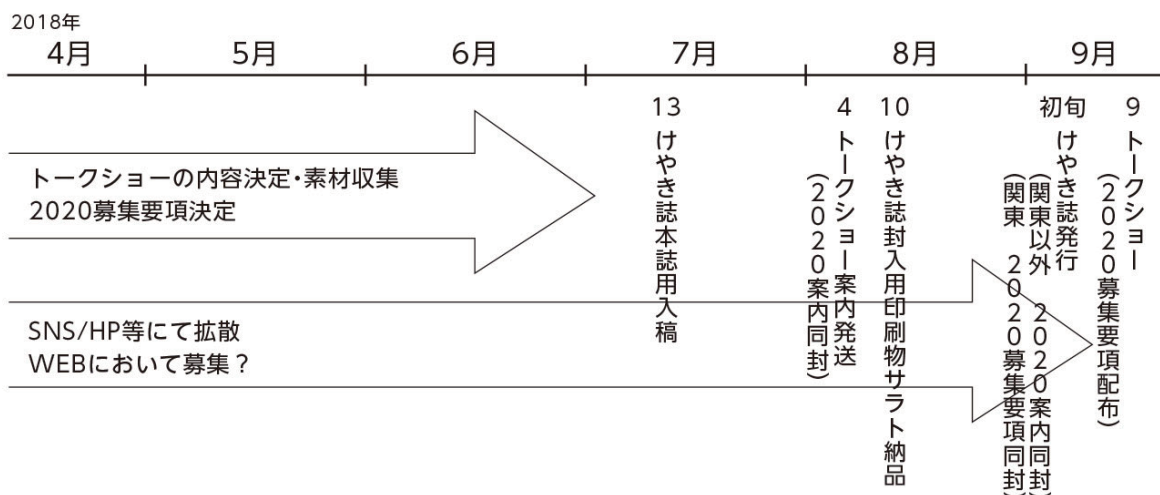 2018年
4月
5月
6月
7月
8月
9月
トークショーの内容決定・素材収集
2020募集要項決定
SNS/HP等にて拡散
WEBにおいて募集？
13
けやき誌本誌用入稿
4
トークショー案内発送
(2020案内同封)
10
けやき誌封入用印刷物サラト納品
初旬
けやき誌発行
(関東以外 2020案内同封)
(関東 2020募集要項同封)
9
トークショー
(2020募集要項配布)